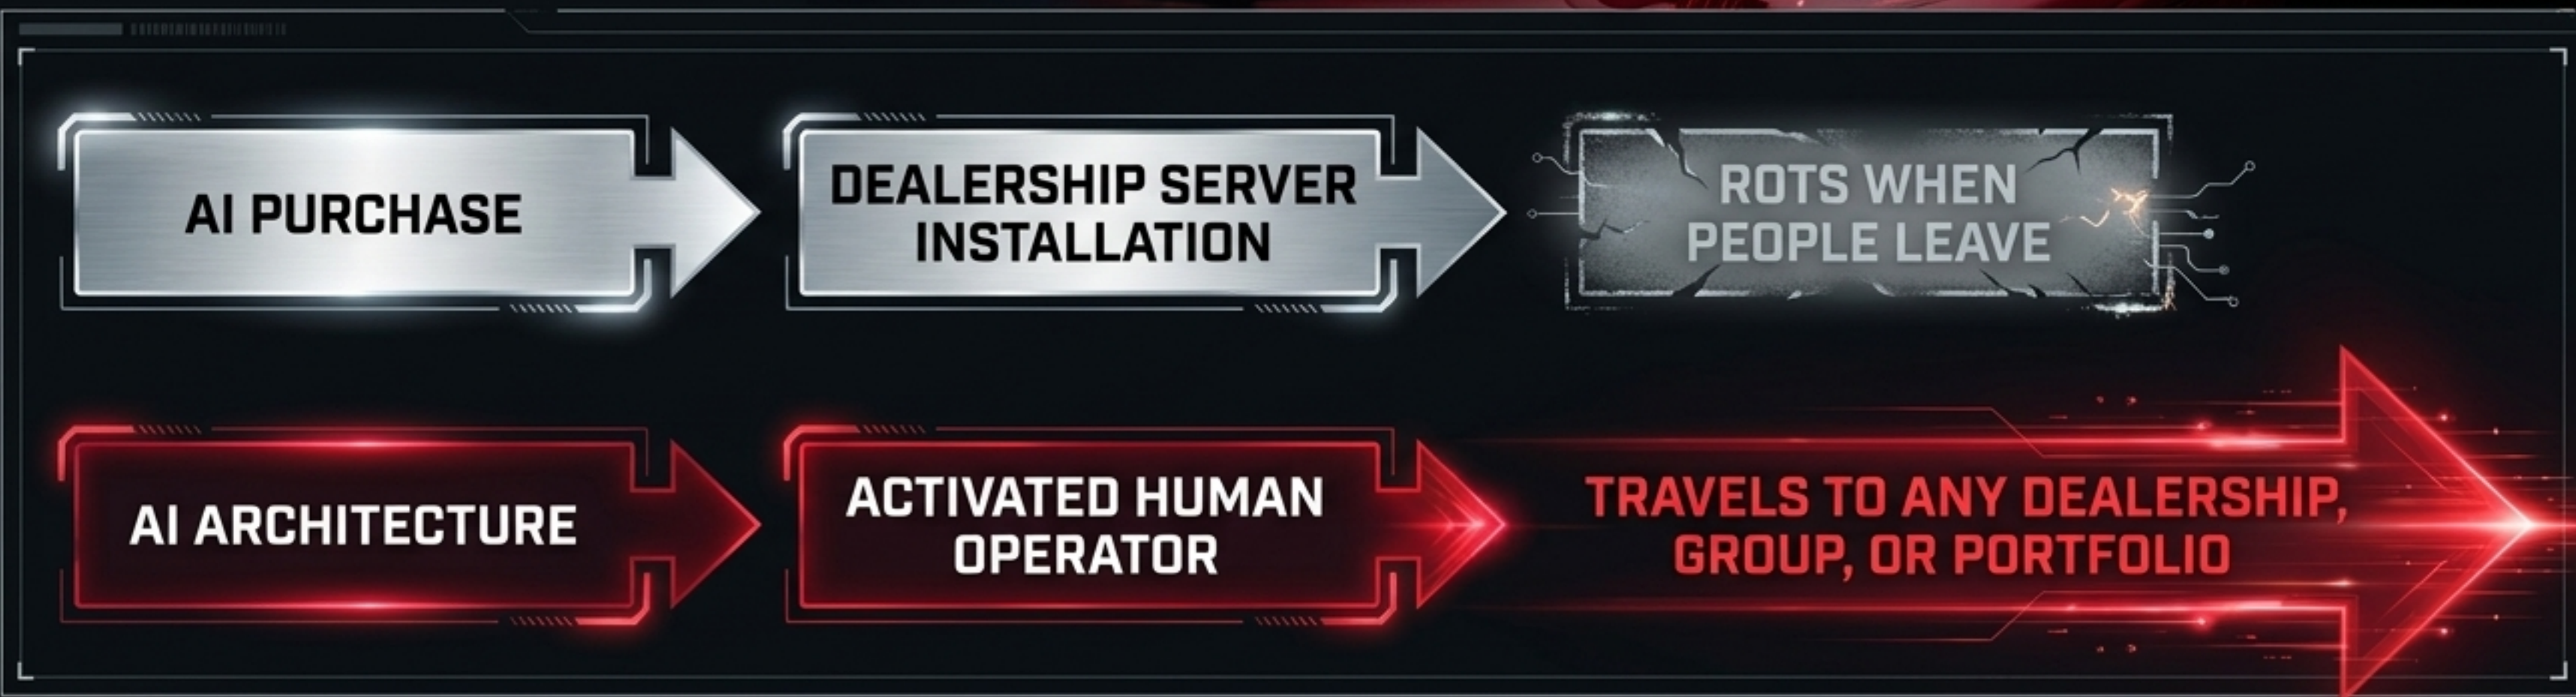 AI PURCHASE
DEALERSHIP SERVER
INSTALLATION
ROTS WHEN
PEOPLE LEAVE
AI ARCHITECTURE
ACTIVATED HUMAN
OPERATOR
TRAVELS TO ANY DEALERSHIP,
GROUP, OR PORTFOLIO